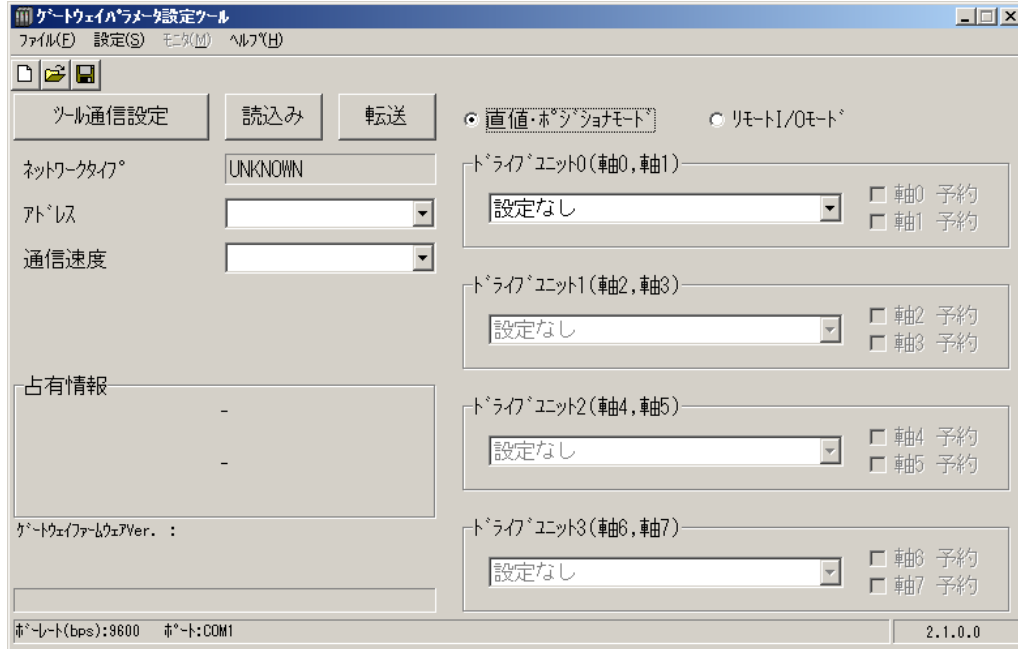 ｹﾞｰﾄｳｪｲﾊﾟﾗﾒｰﾀ設定ﾂｰﾙ
ﾌｧｲﾙ(F) 設定(S) ﾓﾆﾀ(M) ﾍﾙﾌﾟ(H)
ﾂｰﾙ通信設定 読込み 転送
直値･ﾎﾟｼﾞｼｮﾅﾓｰﾄﾞ ﾘﾓｰﾄI/Oﾓｰﾄﾞ
ﾈｯﾄﾜｰｸﾀｲﾌﾟ UNKNOWN
ｱﾄﾞﾚｽ
通信速度
占有情報
-
-
ｹﾞｰﾄｳｪｲﾌｧｰﾑｳｪｱVer. :
ﾄﾞﾗｲﾌﾞﾕﾆｯﾄ0(軸0,軸1)
設定なし
軸0 予約
軸1 予約
ﾄﾞﾗｲﾌﾞﾕﾆｯﾄ1(軸2,軸3)
設定なし
軸2 予約
軸3 予約
ﾄﾞﾗｲﾌﾞﾕﾆｯﾄ2(軸4,軸5)
設定なし
軸4 予約
軸5 予約
ﾄﾞﾗｲﾌﾞﾕﾆｯﾄ3(軸6,軸7)
設定なし
軸6 予約
軸7 予約
ﾎﾞｰﾚｰﾄ(bps):9600 ﾎﾟｰﾄ:COM1 2.1.0.0